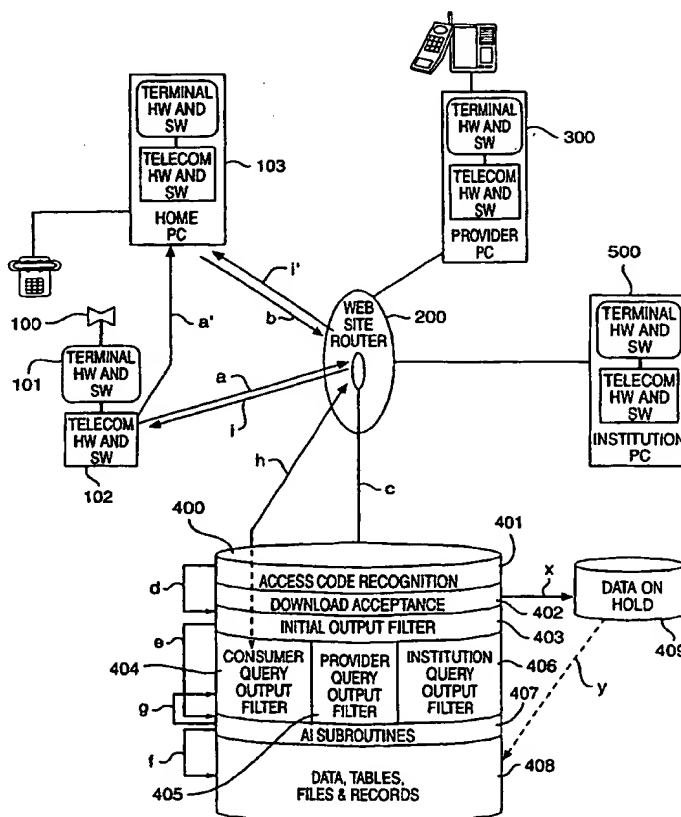 TERMINAL
HW AND
SW
TELECOM
HW AND
SW
HOME
PC
103
TERMINAL
HW AND
SW
TELECOM
HW AND
SW
PROVIDER
PC
300
500
TERMINAL
HW AND
SW
TELECOM
HW AND
SW
INSTITUTION
PC
WEB
SITE
ROUTER
200
i'
b
a'
100
101
TERMINAL
HW AND
SW
TELECOM
HW AND
SW
102
a
i
h
c
400
401
ACCESS CODE RECOGNITION
d
DOWNLOAD ACCEPTANCE
402
x
DATA ON
HOLD
409
INITIAL OUTPUT FILTER
403
e
404
CONSUMER
QUERY
OUTPUT
FILTER
PROVIDER
QUERY
OUTPUT
FILTER
INSTITUTION
QUERY
OUTPUT
FILTER
406
y
g
407
AI SUBROUTINES
f
405
408
DATA, TABLES,
FILES & RECORDS